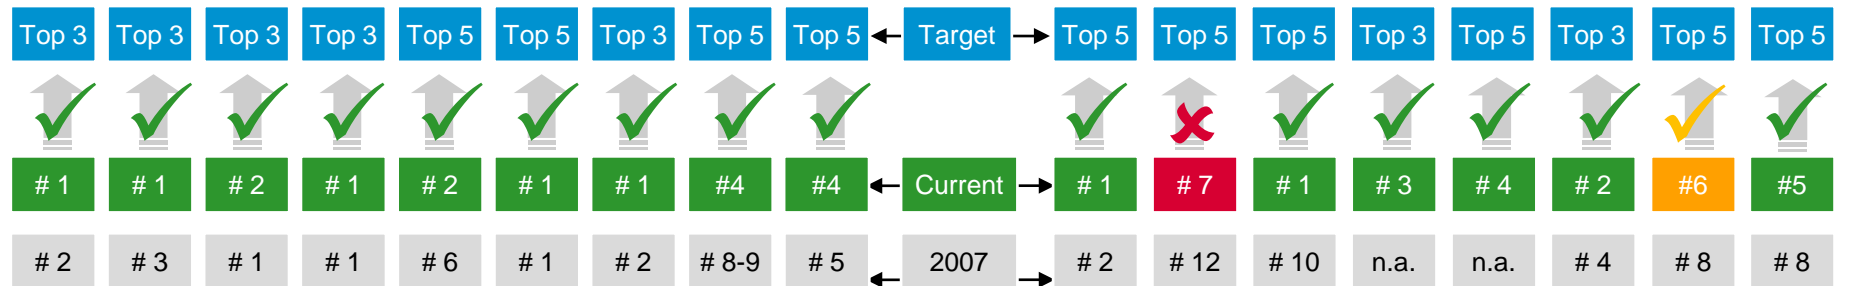 Top 3 Top 3 Top 3 Top 3 Top 5 Top 5 Top 3 Top 5 Top 5 Target Top 5 Top 5 Top 5 Top 3 Top 5 Top 3 Top 5 Top 5
# 1 # 1 # 2 # 1 # 2 # 1 # 1 #4 #4 Current # 1 # 7 # 1 # 3 # 4 # 2 #6 #5
# 2 # 3 # 1 # 1 # 6 # 1 # 2 # 8-9 # 5 2007 # 2 # 12 # 10 n.a. n.a. # 4 # 8 # 8